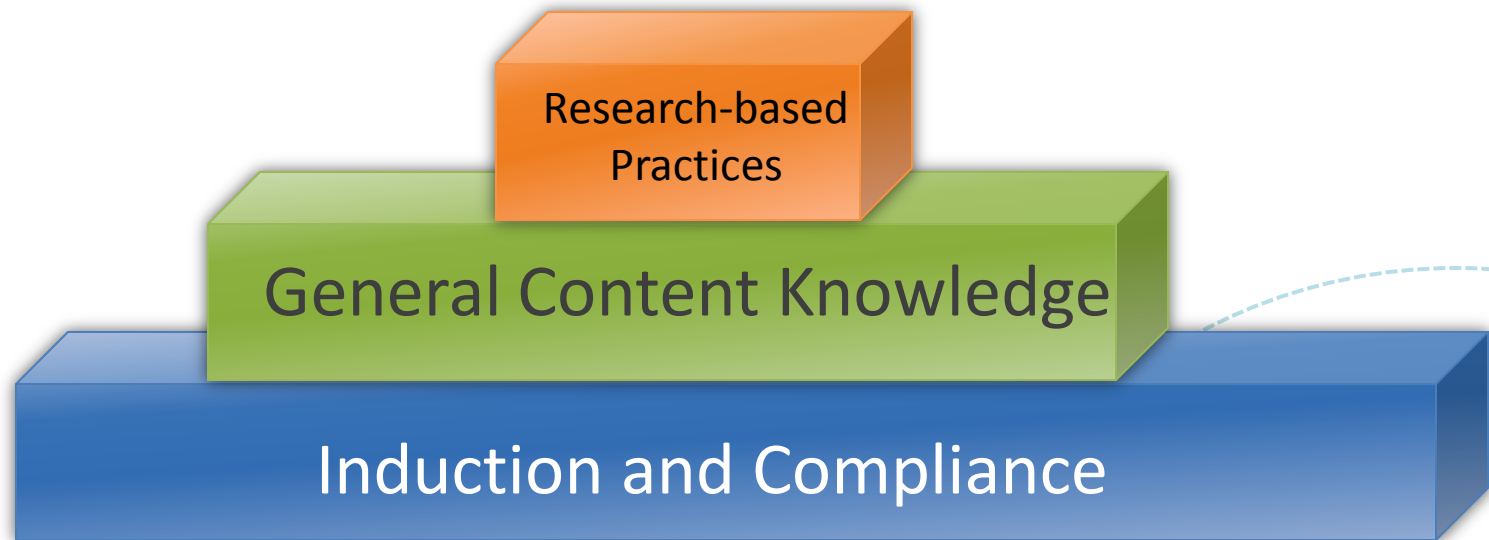 Research-based
Practices
General Content Knowledge
Induction and Compliance